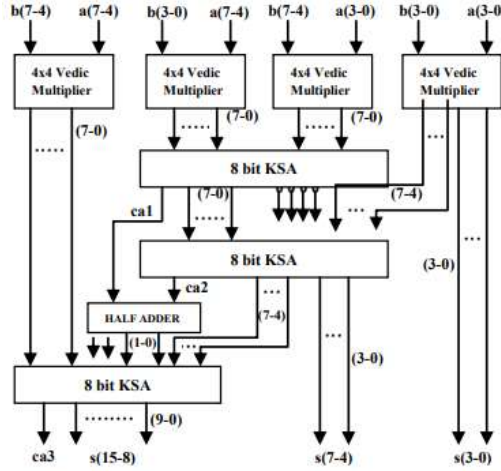 b(7-4) a(7-4) b(3-0) a(7-4) b(7-4) a(3-0) b(3-0) a(3-0)
4x4 Vedic Multiplier
4x4 Vedic Multiplier
4x4 Vedic Multiplier
4x4 Vedic Multiplier
(7-0) (7-0) (7-0)
8 bit KSA
ca1 (7-0) (7-4)
8 bit KSA
(3-0)
ca2
HALF ADDER
(7-4)
(1-0)
(3-0)
8 bit KSA
(9-0)
ca3 s(15-8) s(7-4) s(3-0)